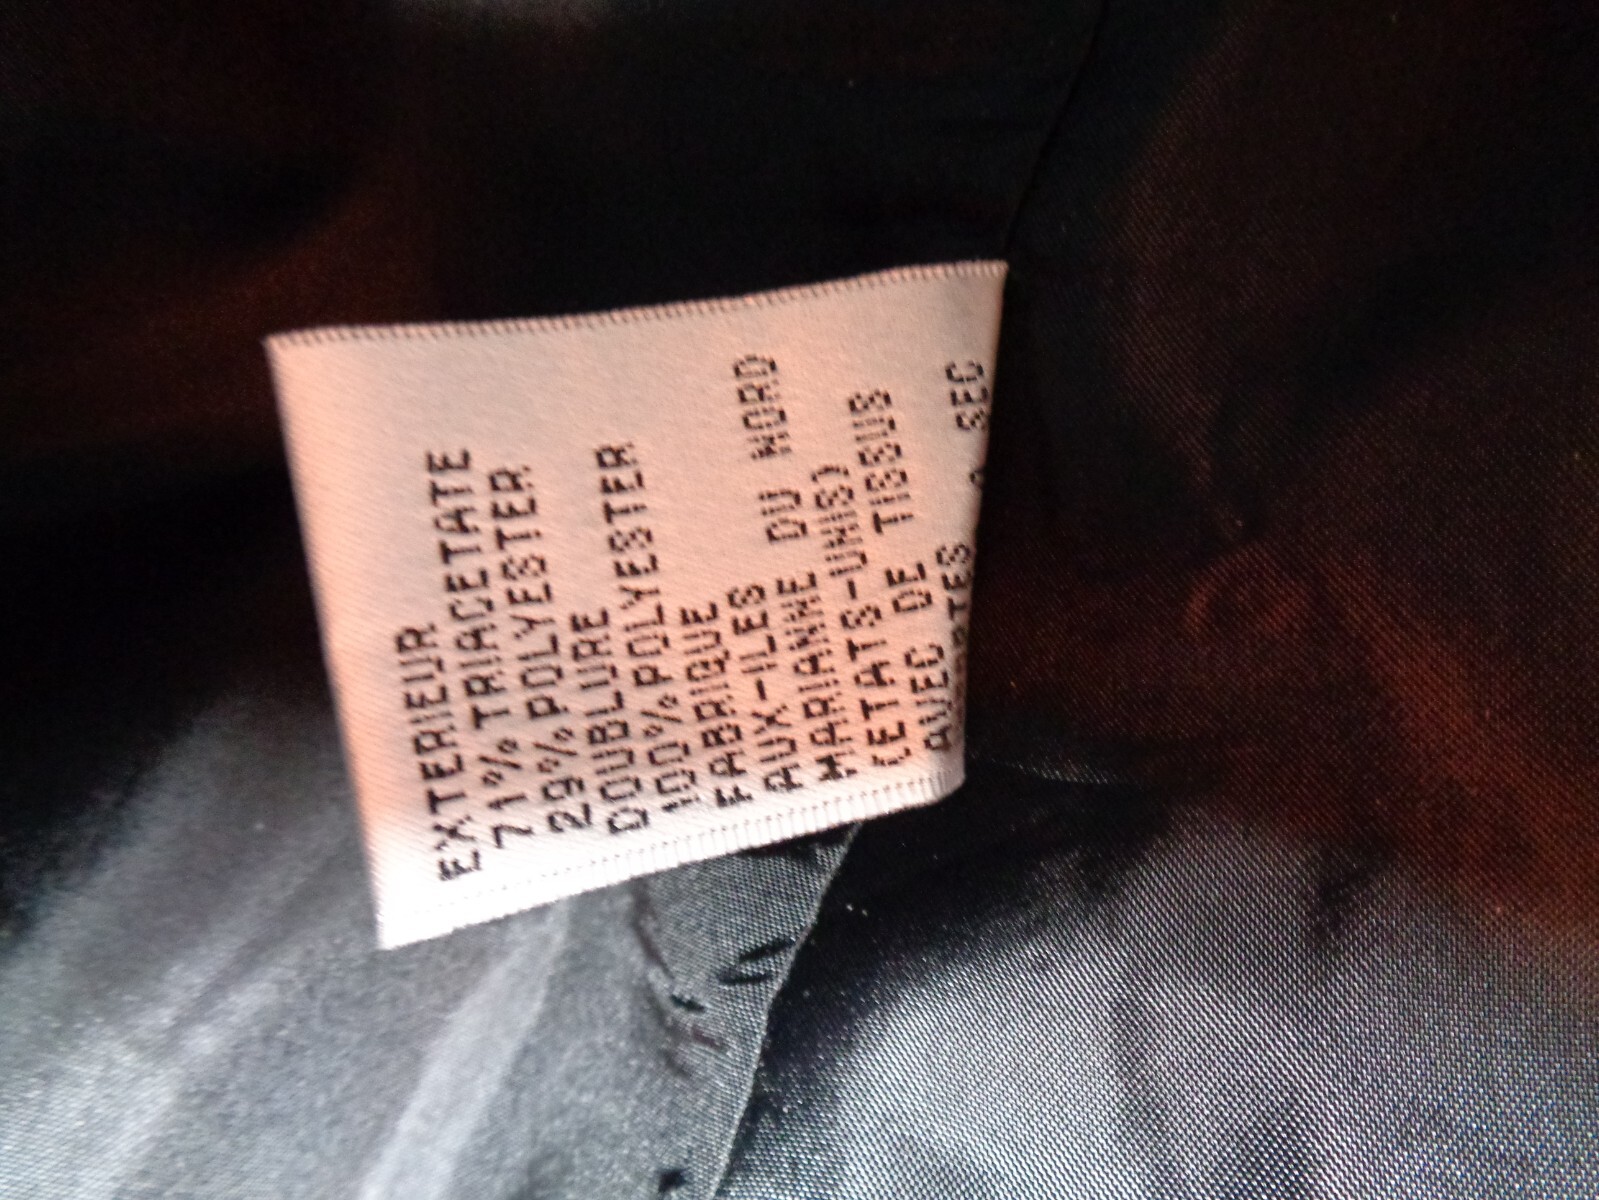 EXTERIEUR
71% TRIACETATE
29% POLYESTER
DOUBLURE
100% POLYESTER
FABRIQUE
AUX-ILES DU NORD
MARIANNE
(ETATS-UNIS)
AVEC DE TISSUS
SEC